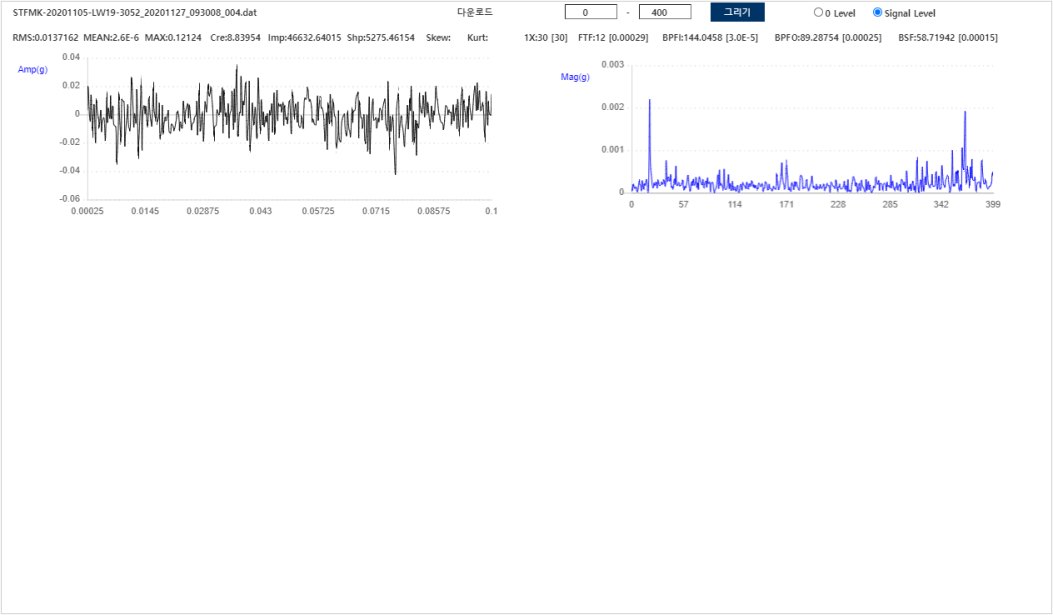 STFMK-20201105-LW19-3052_20201127_093008_004.dat 다운로드 0 - 400 그리기 0 Level Signal Level
RMS:0.0137162 MEAN:2.6E-6 MAX:0.12124 Cre:8.83954 Imp:46632.64015 Shp:5275.46154 Skew: Kurt: 1X:30 [30] FTF:12 [0.00029] BPFI:144.0458 [3.0E-5] BPFO:89.28754 [0.00025] BSF:58.71942 [0.00015]
Amp(g)
0.04
0.02
0
-0.02
-0.04
-0.06
0.00025 0.0145 0.02875 0.043 0.05725 0.0715 0.08575 0.1
Mag(g)
0.003
0.002
0.001
0
0 57 114 171 228 285 342 399